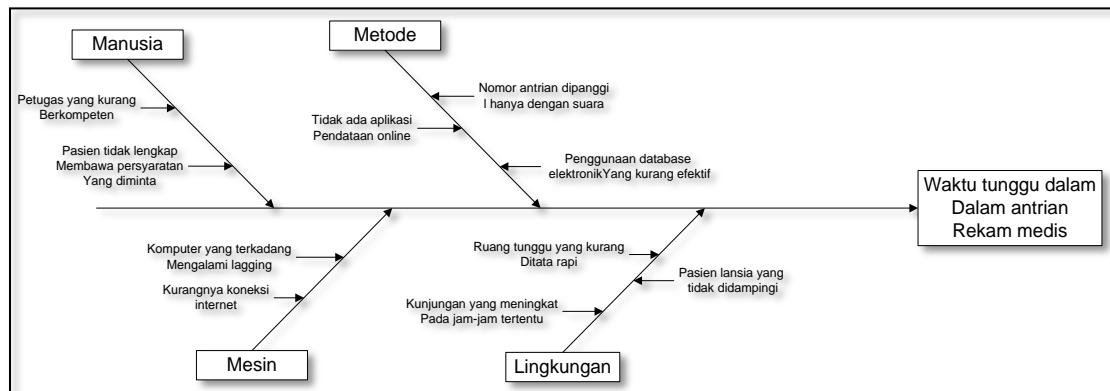 Manusia
Metode
Petugas yang kurang
Berkompeten
Pasien tidak lengkap
Membawa persyaratan
Yang diminta
Nomor antrian dipanggi
l hanya dengan suara
Tidak ada aplikasi
Pendataan online
Penggunaan database
elektronikYang kurang efektif
Waktu tunggu dalam
Dalam antrian
Rekam medis
Komputer yang terkadang
Mengalami lagging
Kurangnya koneksi
internet
Ruang tunggu yang kurang
Ditata rapi
Pasien lansia yang
tidak didampingi
Kunjungan yang meningkat
Pada jam-jam tertentu
Mesin
Lingkungan